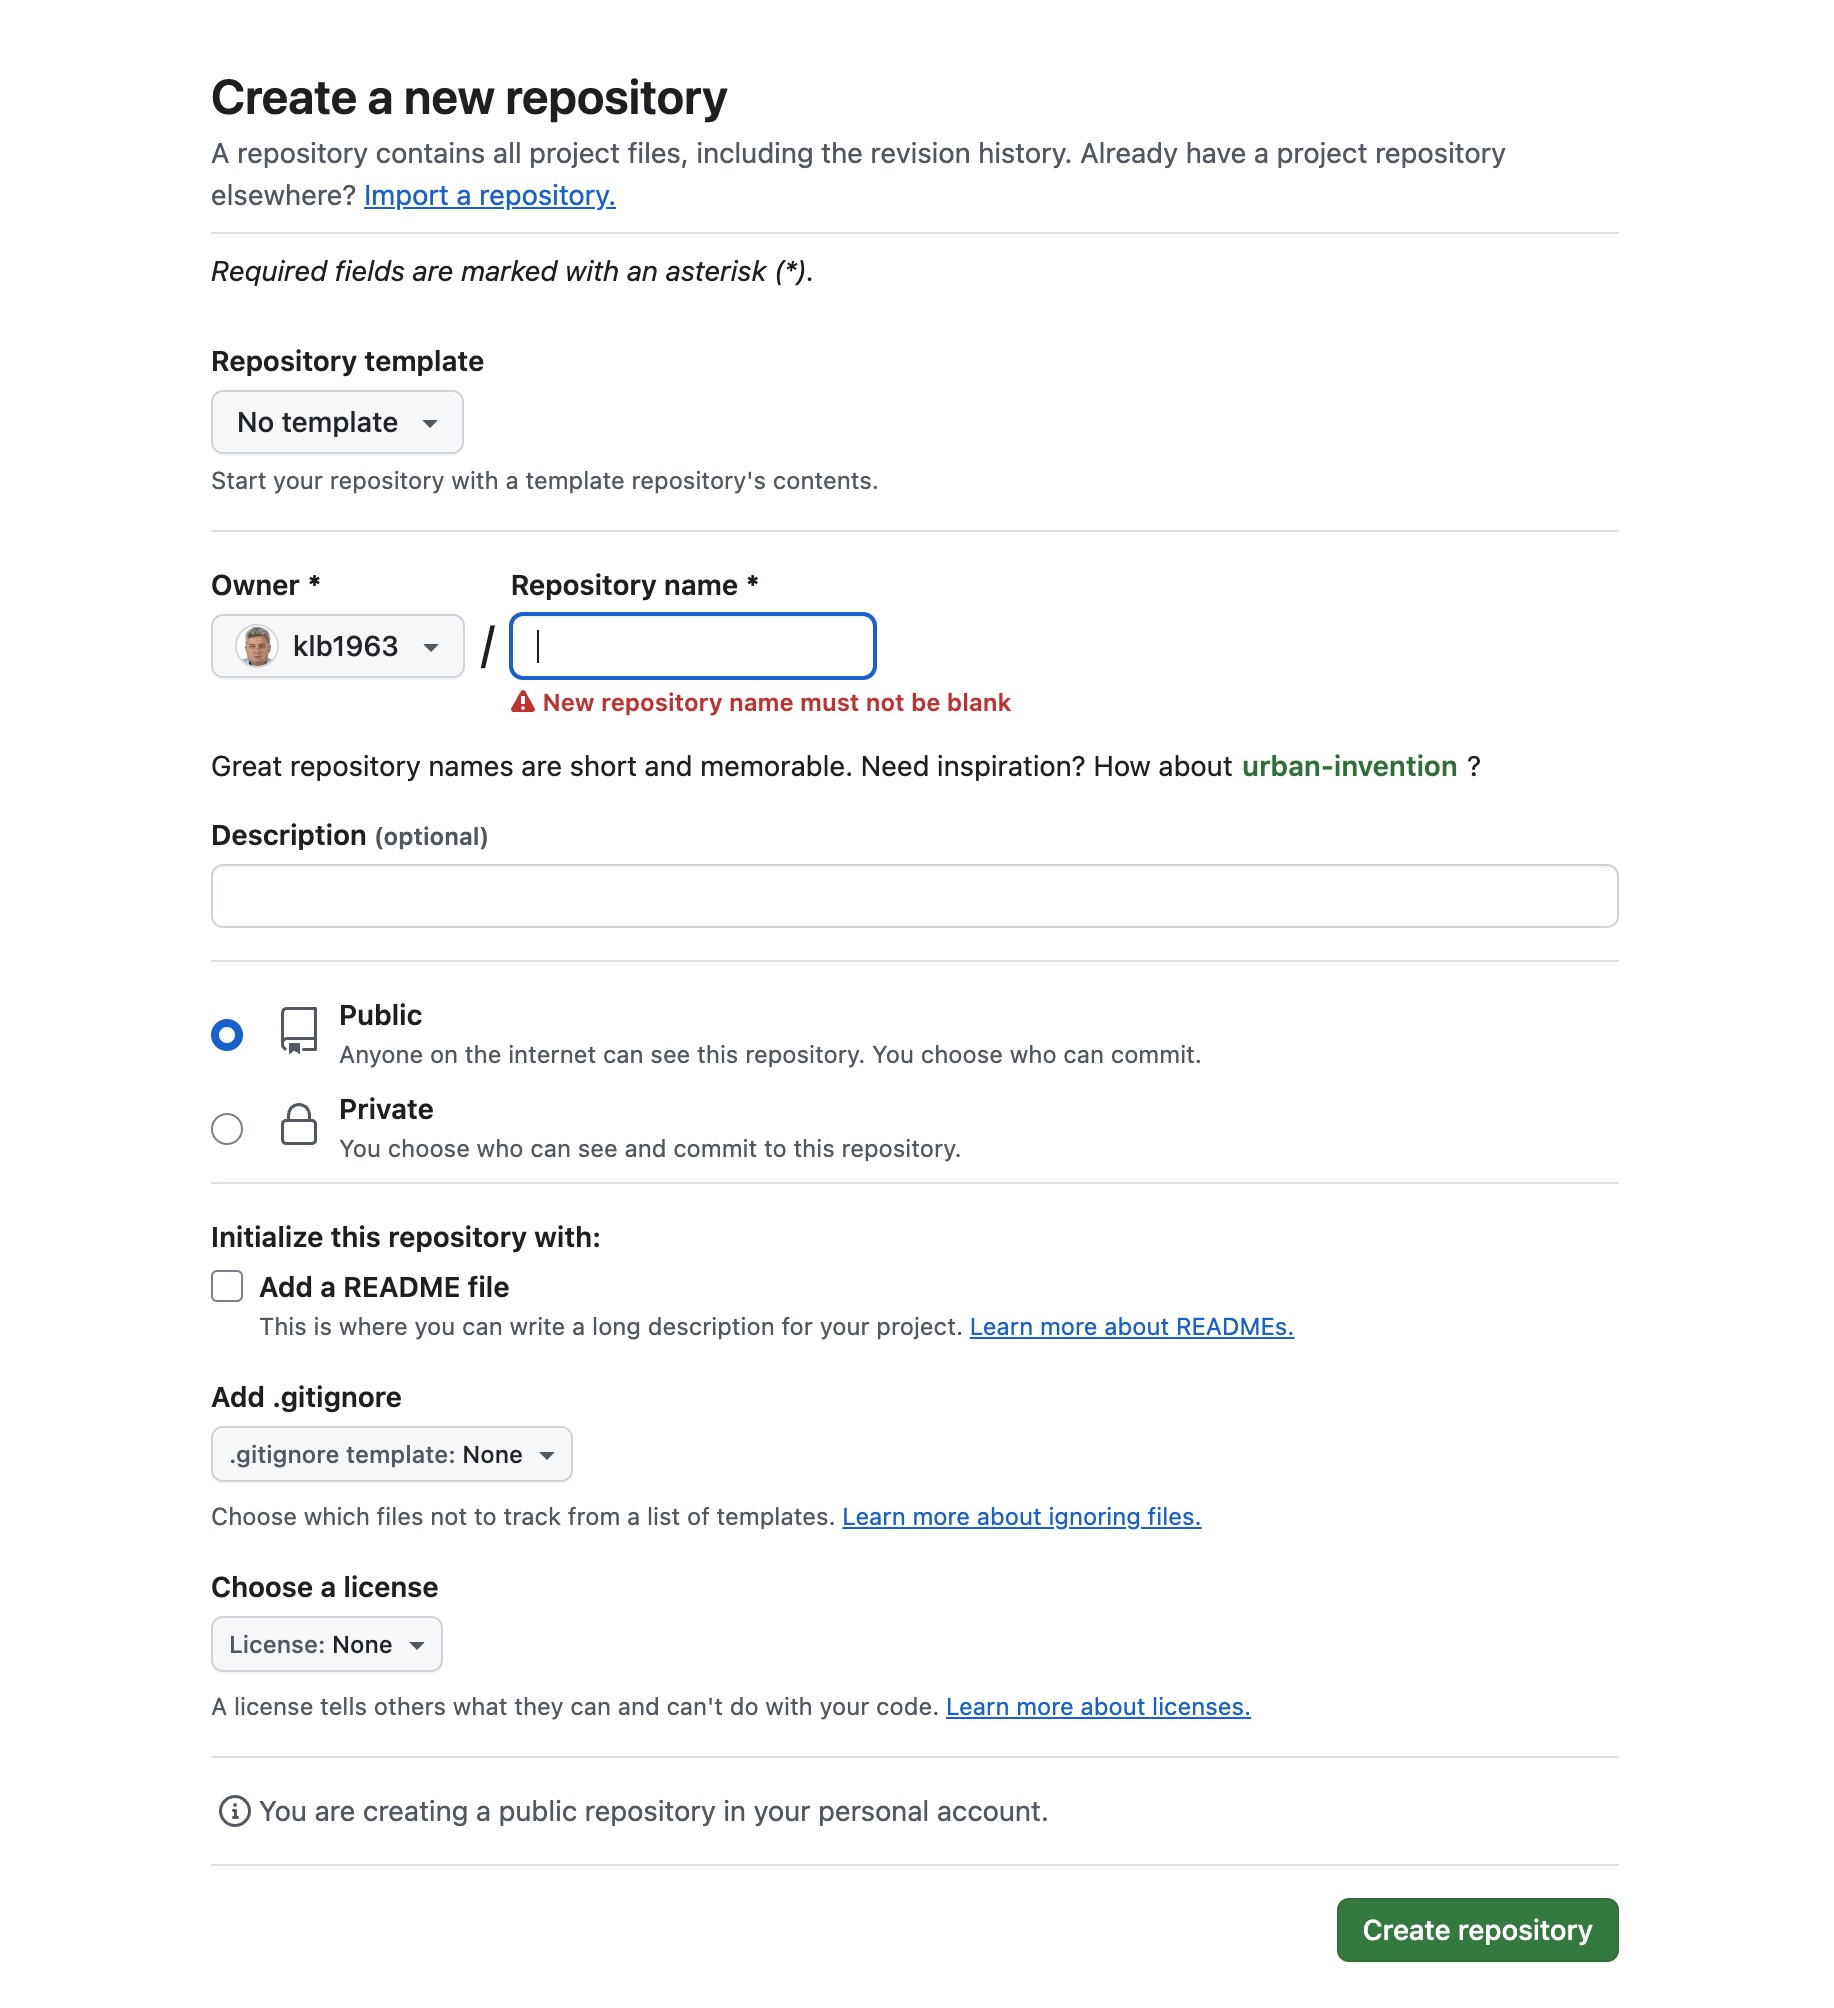 Create a new repository
A repository contains all project files, including the revision history. Already have a project repository
elsewhere? Import a repository.
Required fields are marked with an asterisk (*).
Repository template
No template
Start your repository with a template repository's contents.
Owner * Repository name *
klb1963 /
New repository name must not be blank
Great repository names are short and memorable. Need inspiration? How about urban-invention ?
Description (optional)
Public
Anyone on the internet can see this repository. You choose who can commit.
Private
You choose who can see and commit to this repository.
Initialize this repository with:
Add a README file
This is where you can write a long description for your project. Learn more about READMEs.
Add .gitignore
.gitignore template: None
Choose which files not to track from a list of templates. Learn more about ignoring files.
Choose a license
License: None
A license tells others what they can and can't do with your code. Learn more about licenses.
You are creating a public repository in your personal account.
Create repository